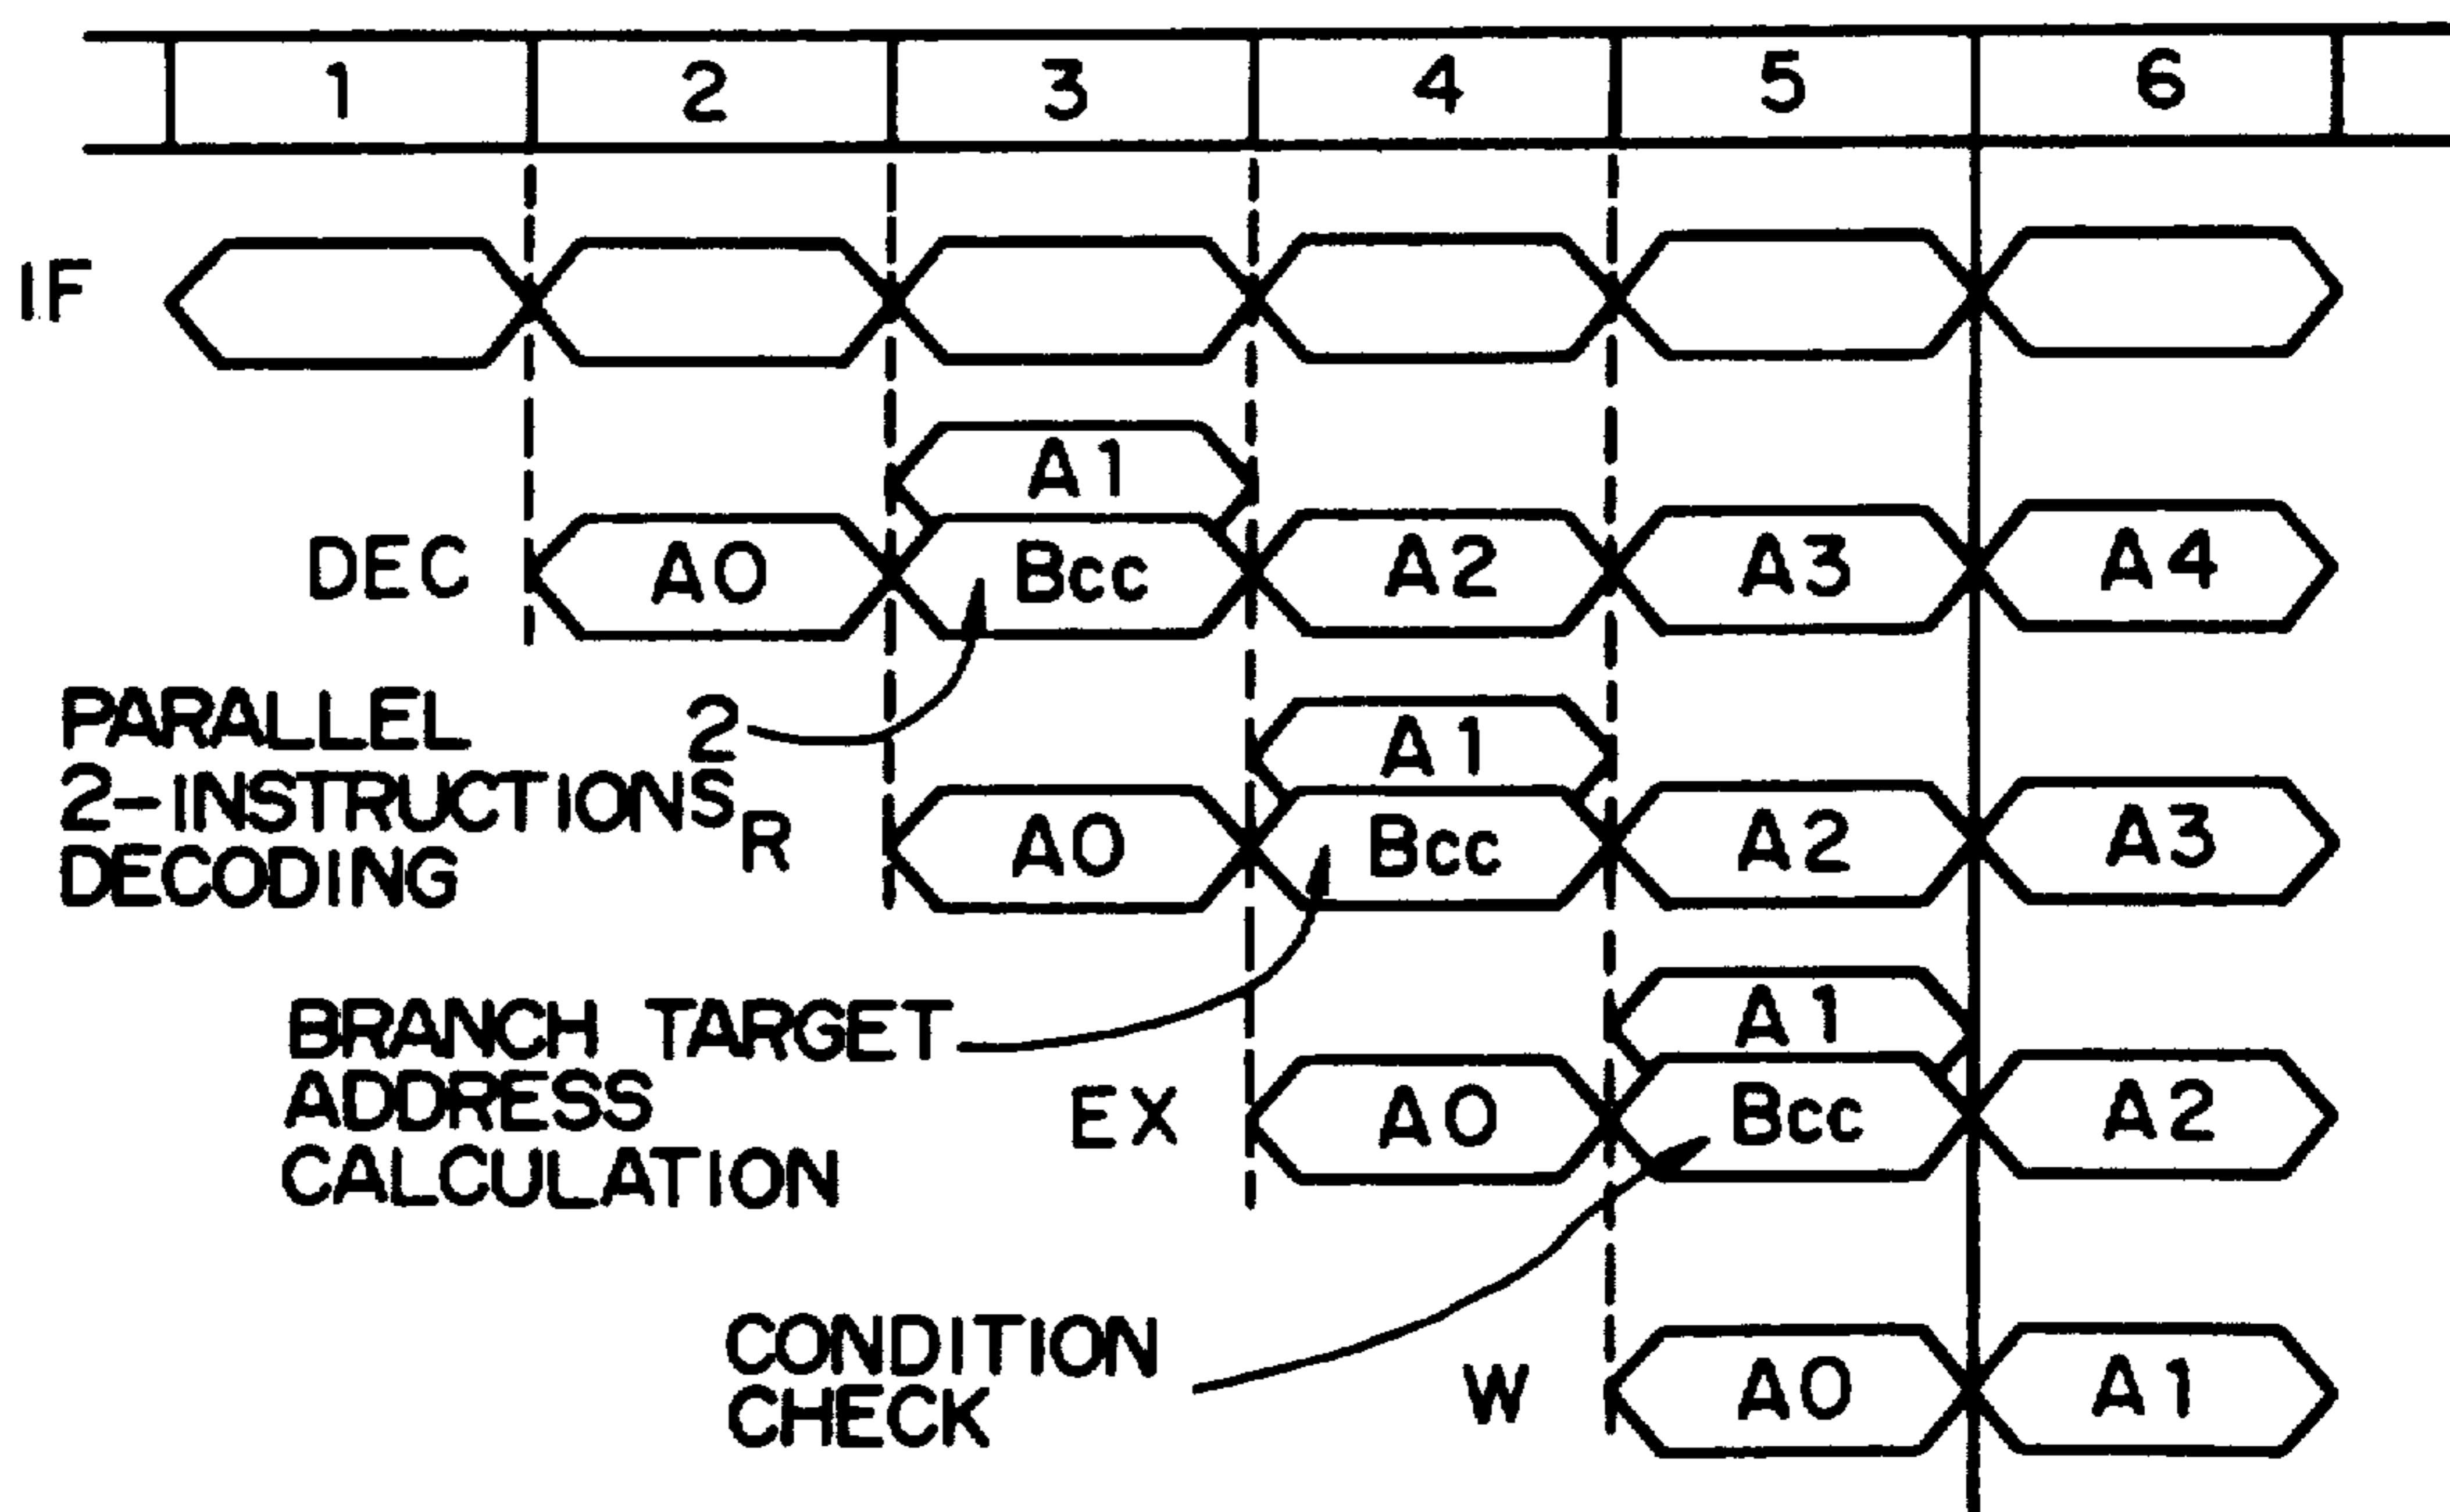 1 2 3 4 5 6
IF
A1
DEC A0 Bcc A2 A3 A4
PARALLEL 2
2-INSTRUCTIONS
DECODING
A1
R A0 Bcc A2 A3
BRANCH TARGET
ADDRESS
CALCULATION
A1
EX A0 Bcc A2
CONDITION
CHECK
W A0 A1